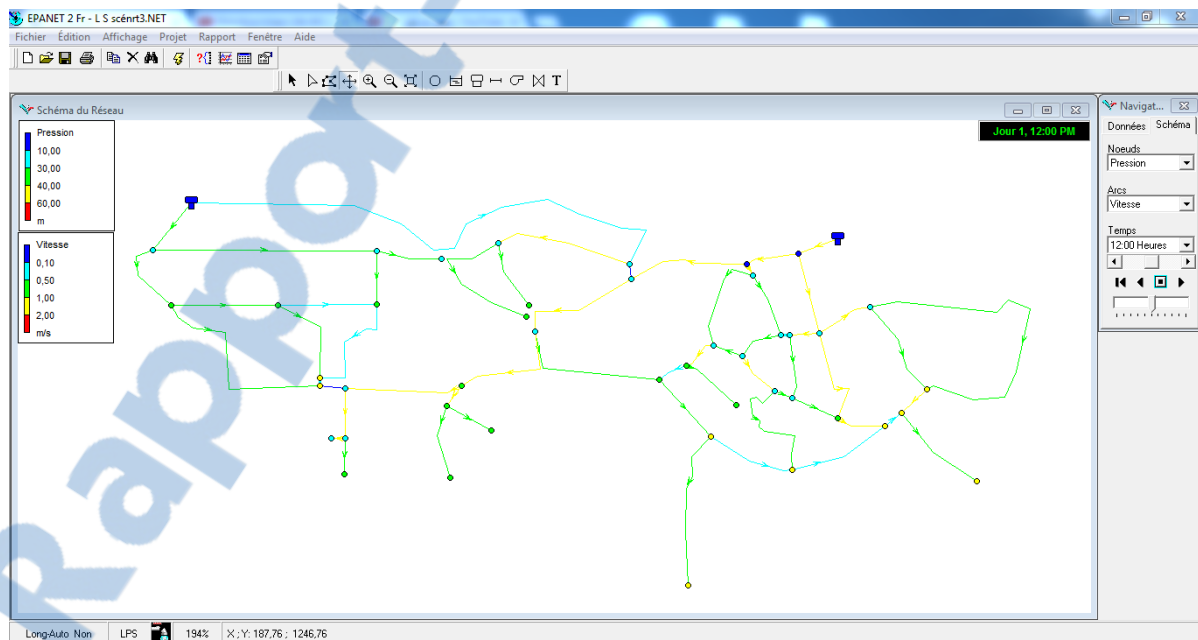 EPANET 2 Fr - L S scénrt3.NET
Fichier Édition Affichage Projet Rapport Fenêtre Aide
T
Schéma du Réseau
Pression
10,00
30,00
40,00
60,00
m
Vitesse
0,10
0,50
1,00
2,00
m/s
Jour 1, 12:00 PM
Navigat...
Données Schéma
Noeuds
Pression
Arcs
Vitesse
Temps
12:00 Heures
Rapport-
Long-Auto Non LPS 194% X ; Y: 187,76 ; 1246,76